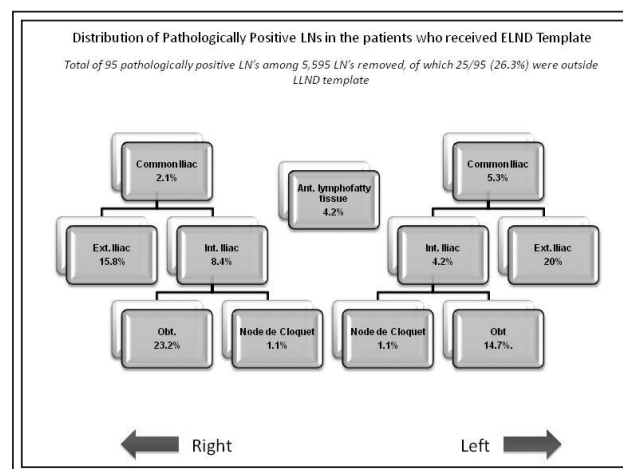 Distribution of Pathologically Positive LNs in the patients who received ELND Template
Total of 95 pathologically positive LN's among 5,595 LN's removed, of which 25/95 (26.3%) were outside
LLND template
Common Iliac
2.1%
Ext. Iliac
15.8%
Int. Iliac
8.4%
Obt.
23.2%
Node de Cloquet
1.1%
Ant. lymphofatty
tissue
4.2%
Common Iliac
5.3%
Int. Iliac
4.2%
Ext. Iliac
20%
Node de Cloquet
1.1%
Obt
14.7%.
Right
Left